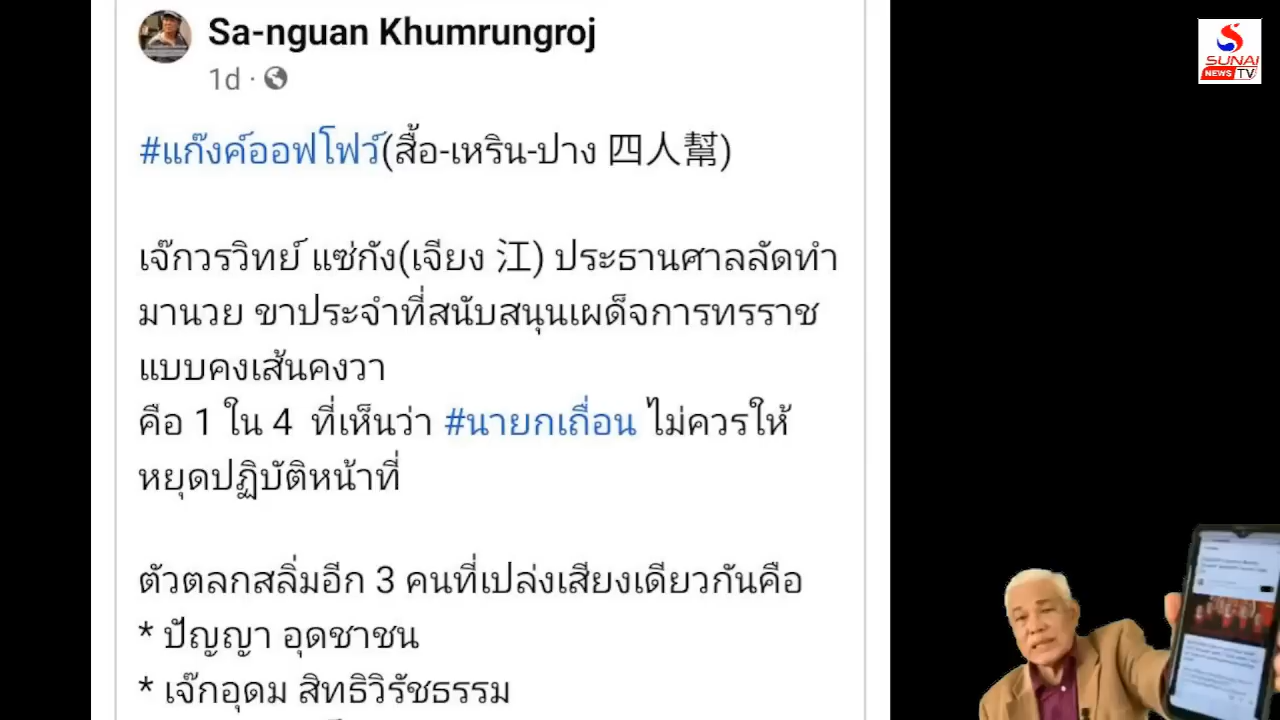 Sa-nguan Khumrungroj
1d ·
#แก๊งค์ออฟโฟว์(สื้อ-เหริน-ปาง 四人幫)
เจ๊กวรวิทย์ แซ่กัง(เจียง 江) ประธานศาลลัดทำ
มานวย ขาประจำที่สนับสนุนเผด็จการทรราช
แบบคงเส้นคงวา
คือ 1 ใน 4 ที่เห็นว่า #นายกเถื่อน ไม่ควรให้
หยุดปฏิบัติหน้าที่
ตัวตลกสลิ่มอีก 3 คนที่เปล่งเสียงเดียวกันคือ
* ปัญญา อุดชาชน
* เจ๊กอุดม สิทธิวิรัชธรรม
SUNAI
NEWS TV